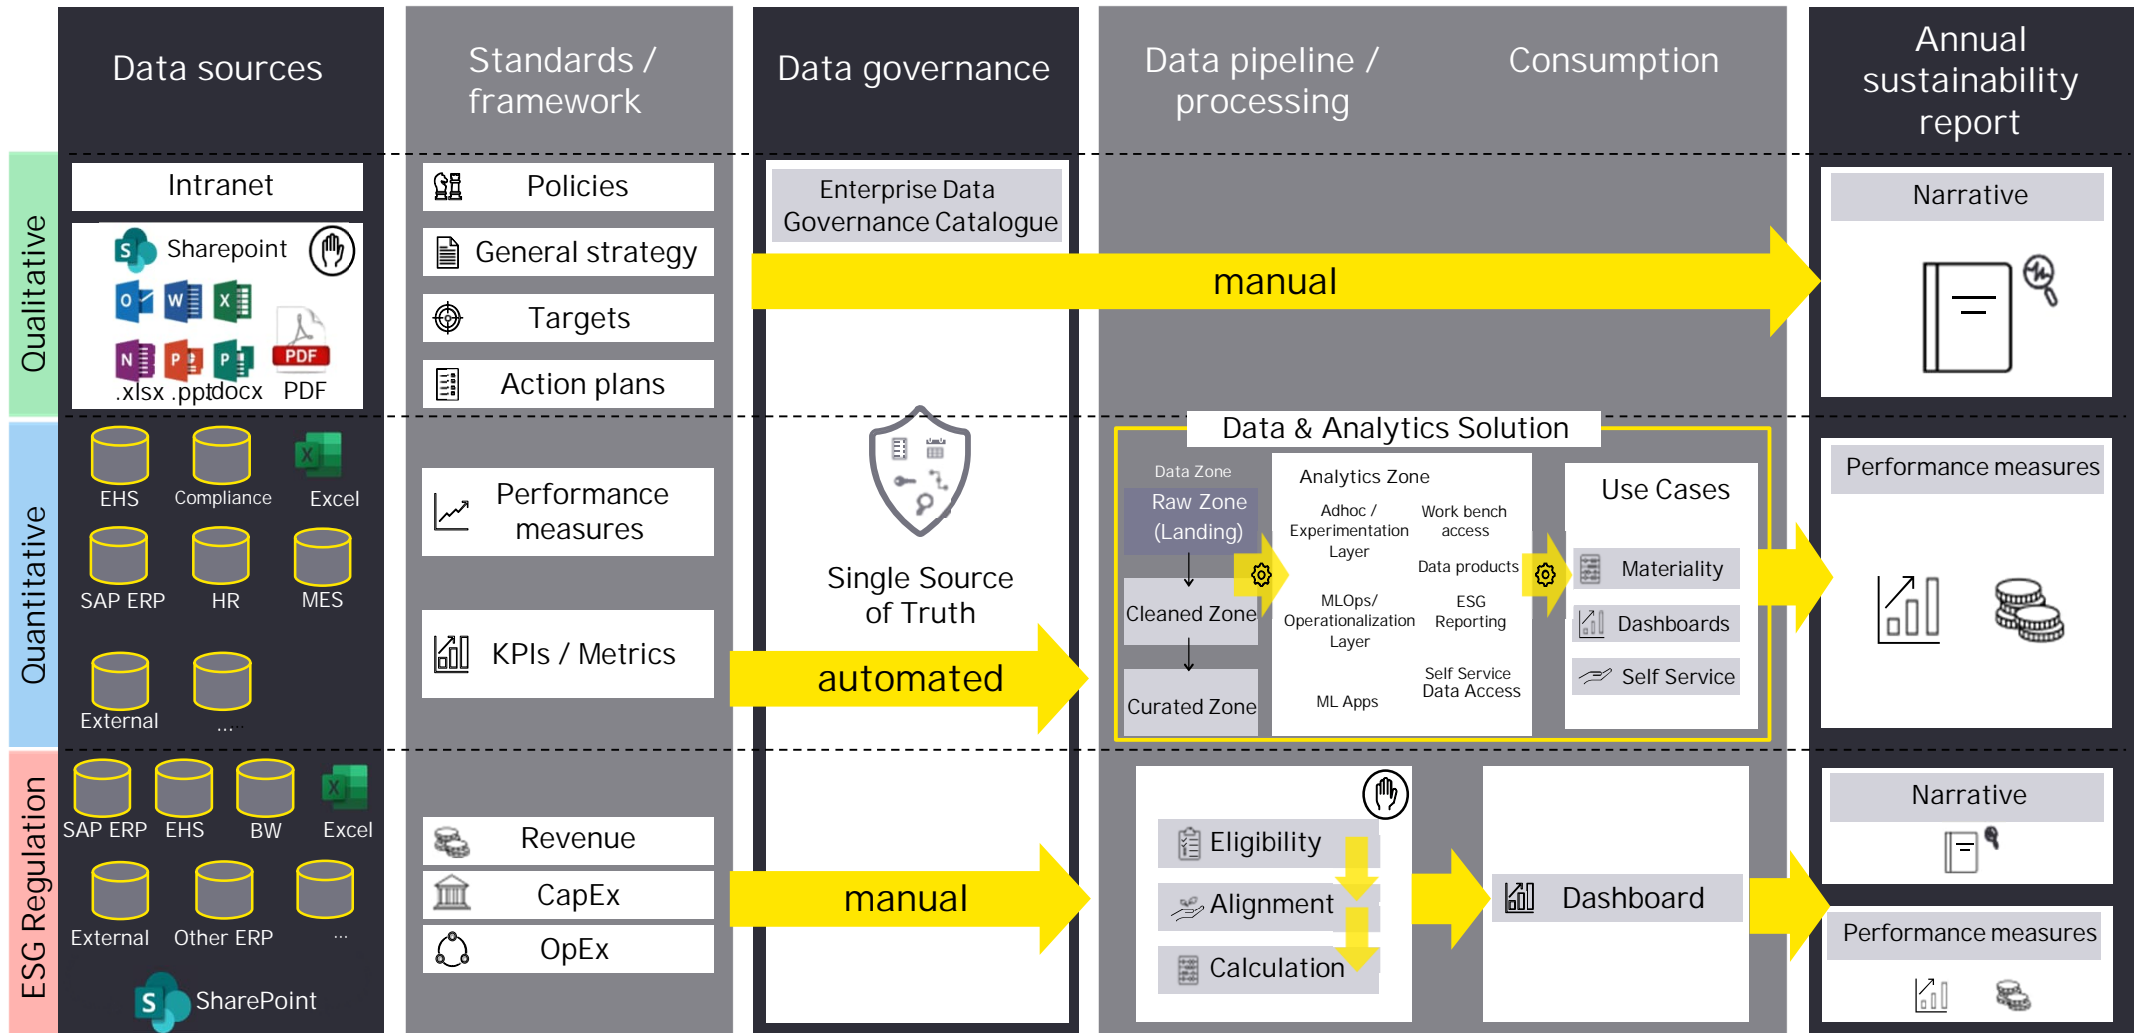 Data sources
Standards /
framework
Data governance
Data pipeline /
processing
Consumption
Annual
sustainability
report
Qualitative
Intranet
S Sharepoint
O W X
N P P
PDF
.xlsx .ppt .docx PDF
Policies
General strategy
Targets
Action plans
Enterprise Data
Governance Catalogue
manual
Narrative
Quantitative
X
EHS Compliance Excel
SAP ERP HR MES
External .....
Performance
measures
KPIs / Metrics
Single Source
of Truth
automated
Data & Analytics Solution
Data Zone
Raw Zone
(Landing)
Cleaned Zone
Curated Zone
Analytics Zone
Adhoc /
Experimentation
Layer
MLOps/
Operationalization
Layer
ML Apps
Work bench
access
Data products
ESG
Reporting
Self Service
Data Access
Use Cases
Materiality
Dashboards
Self Service
Performance measures
ESG Regulation
X
SAP ERP EHS BW Excel
External Other ERP ...
S SharePoint
Revenue
CapEx
OpEx
manual
Eligibility
Alignment
Calculation
Dashboard
Narrative
Performance measures